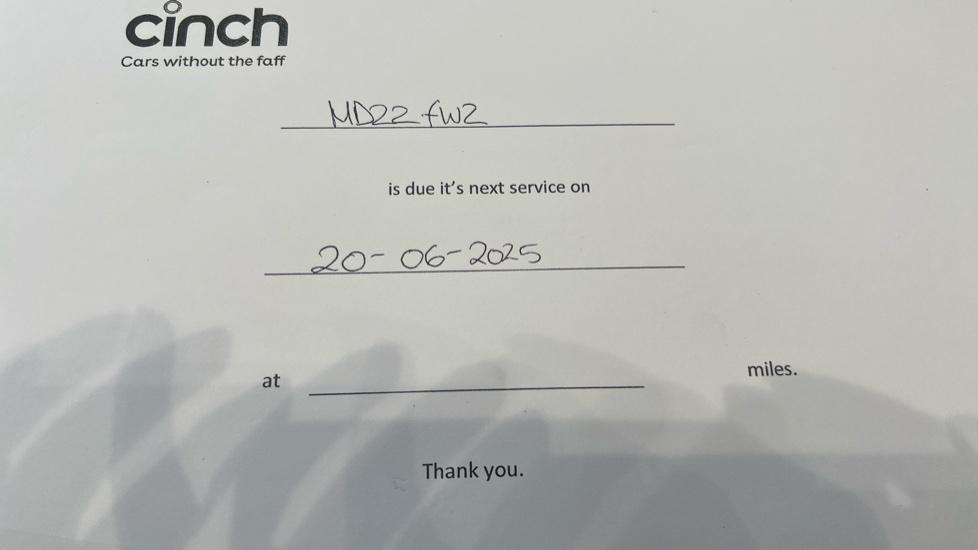 cinch
Cars without the faff
MD22 fWZ
is due it's next service on
20-06-2025
at miles.
Thank you.